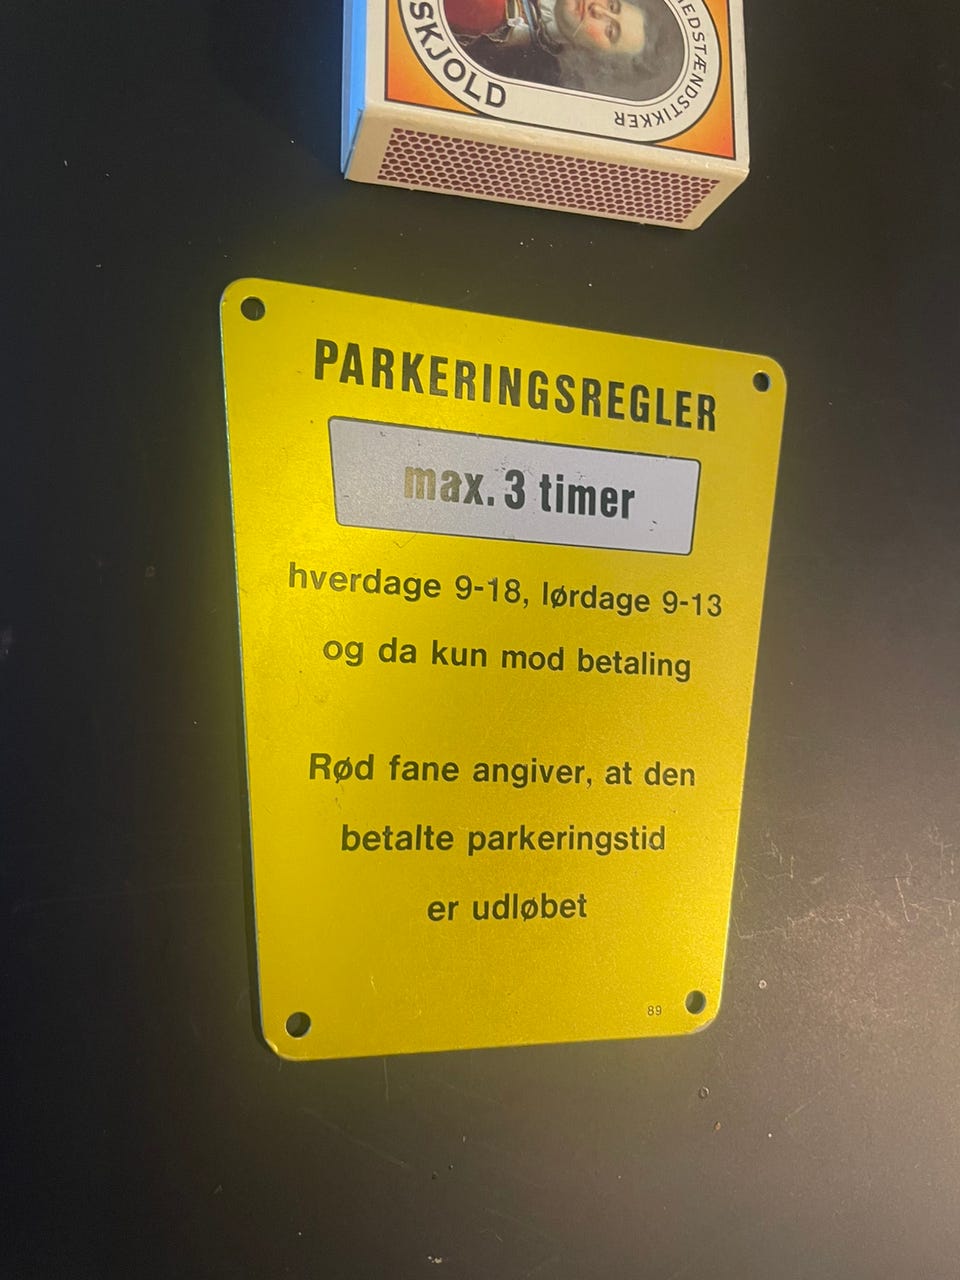 SKJOLD
HEDSTÆNDSTIKKER
PARKERINGSREGLER
max. 3 timer
hverdage 9-18, lørdage 9-13
og da kun mod betaling
Rød fane angiver, at den
betalte parkeringstid
er udløbet
89